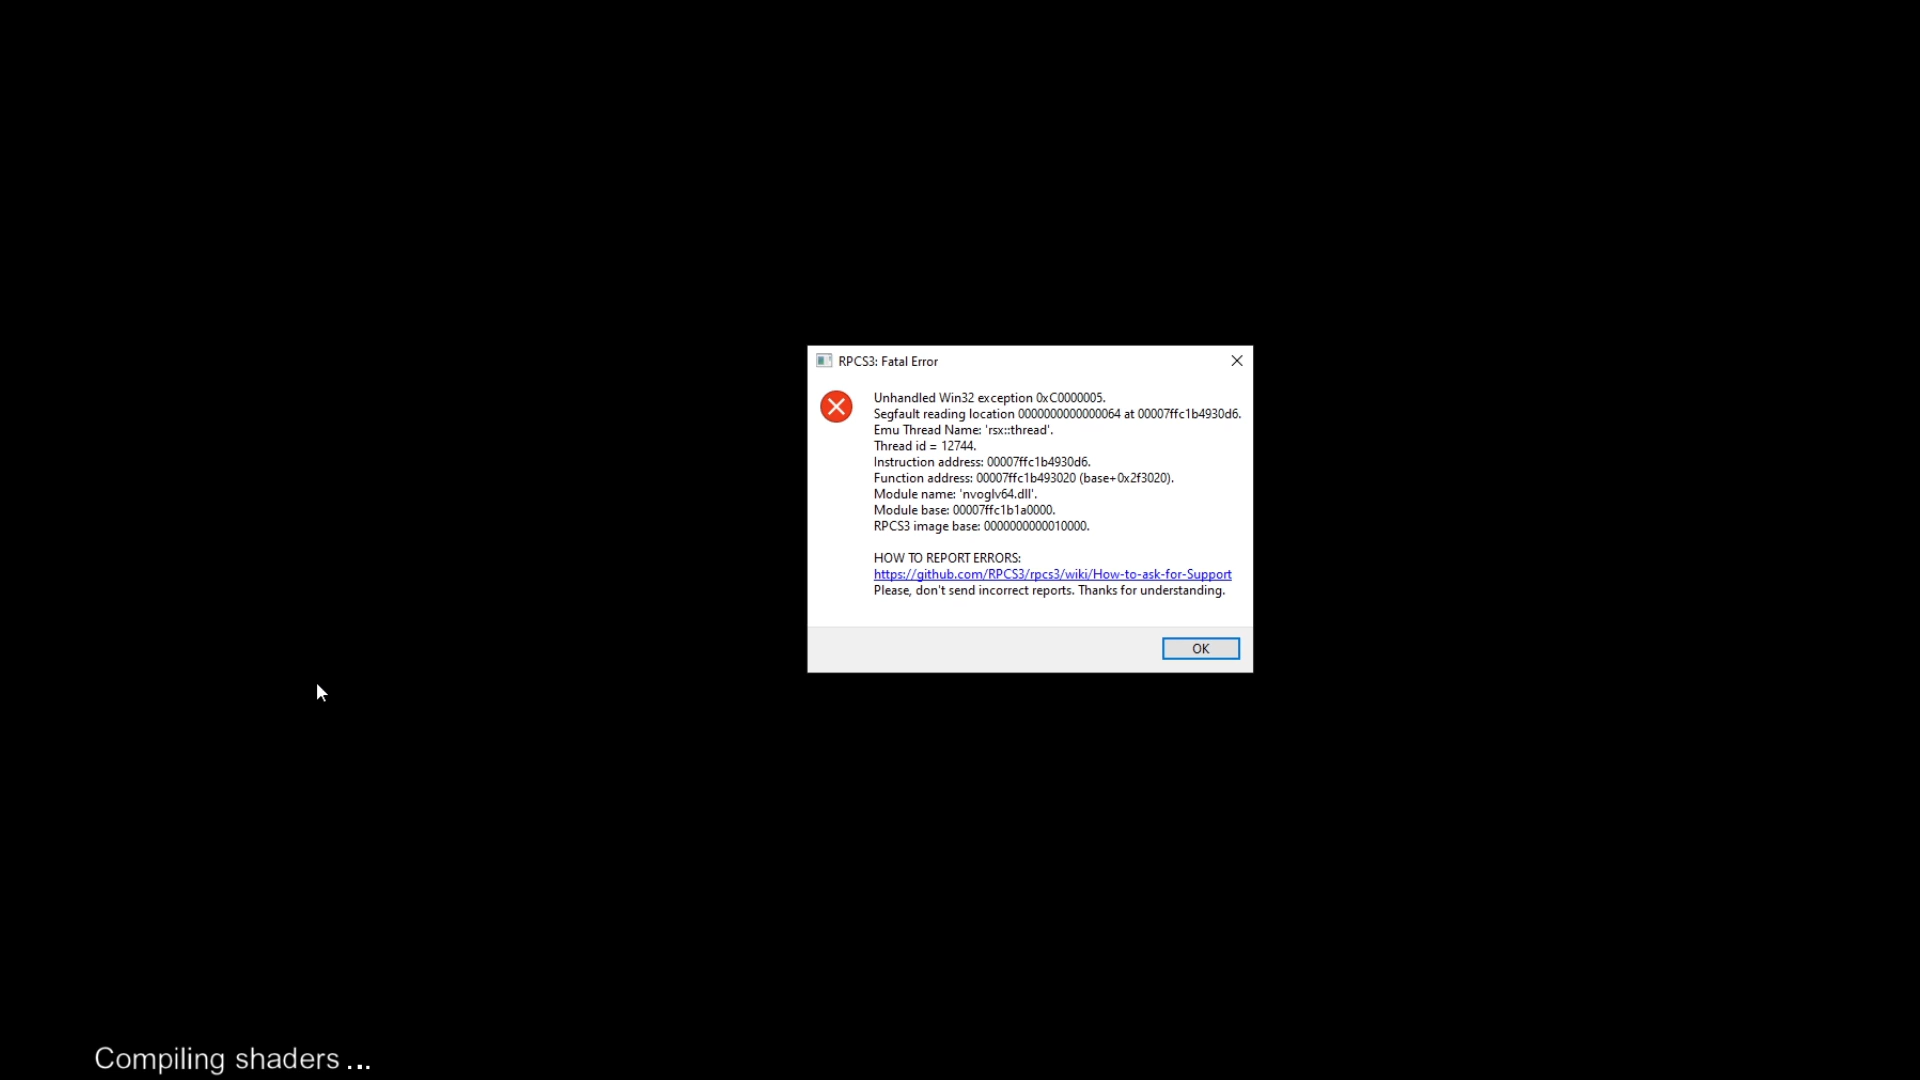 RPCS3: Fatal Error
Unhandled Win32 exception 0xC0000005.
Segfault reading location 0000000000000064 at 00007ffc1b4930d6.
Emu Thread Name: 'rsx::thread'.
Thread id = 12744.
Instruction address: 00007ffc1b4930d6.
Function address: 00007ffc1b493020 (base+0x2f3020).
Module name: 'nvoglv64.dll'.
Module base: 00007ffc1b1a0000.
RPCS3 image base: 0000000000010000.
HOW TO REPORT ERRORS:
https://github.com/RPCS3/rpcs3/wiki/How-to-ask-for-Support
Please, don't send incorrect reports. Thanks for understanding.
OK
Compiling shaders...